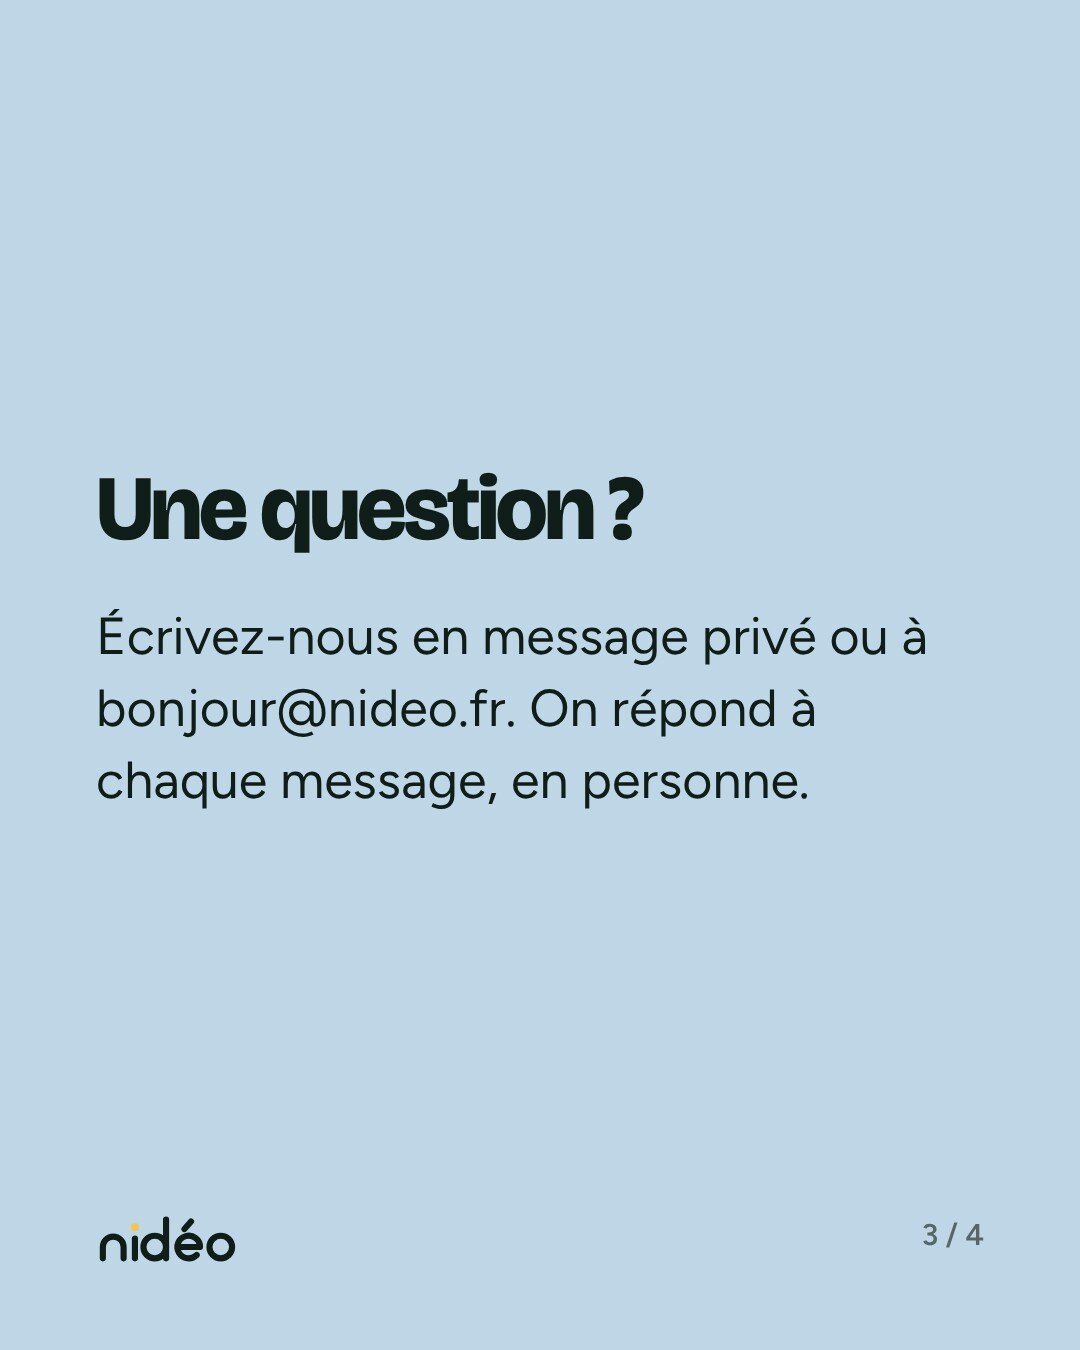 Une question ?
Écrivez-nous en message privé ou à
bonjour@nideo.fr. On répond à
chaque message, en personne.
nidéo
3 / 4